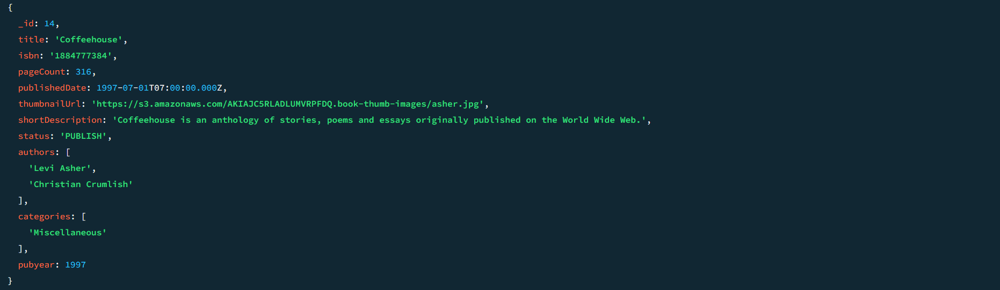 {
_id: 14,
title: 'Coffeehouse',
isbn: '1884777384',
pageCount: 316,
publishedDate: 1997-07-01T07:00:00.000Z,
thumbnailUrl: 'https://s3.amazonaws.com/AKIAJC5RLADLUMVRPFDQ.book-thumb-images/asher.jpg',
shortDescription: 'Coffeehouse is an anthology of stories, poems and essays originally published on the World Wide Web.',
status: 'PUBLISH',
authors: [
'Levi Asher',
'Christian Crumlish'
],
categories: [
'Miscellaneous'
],
pubyear: 1997
}